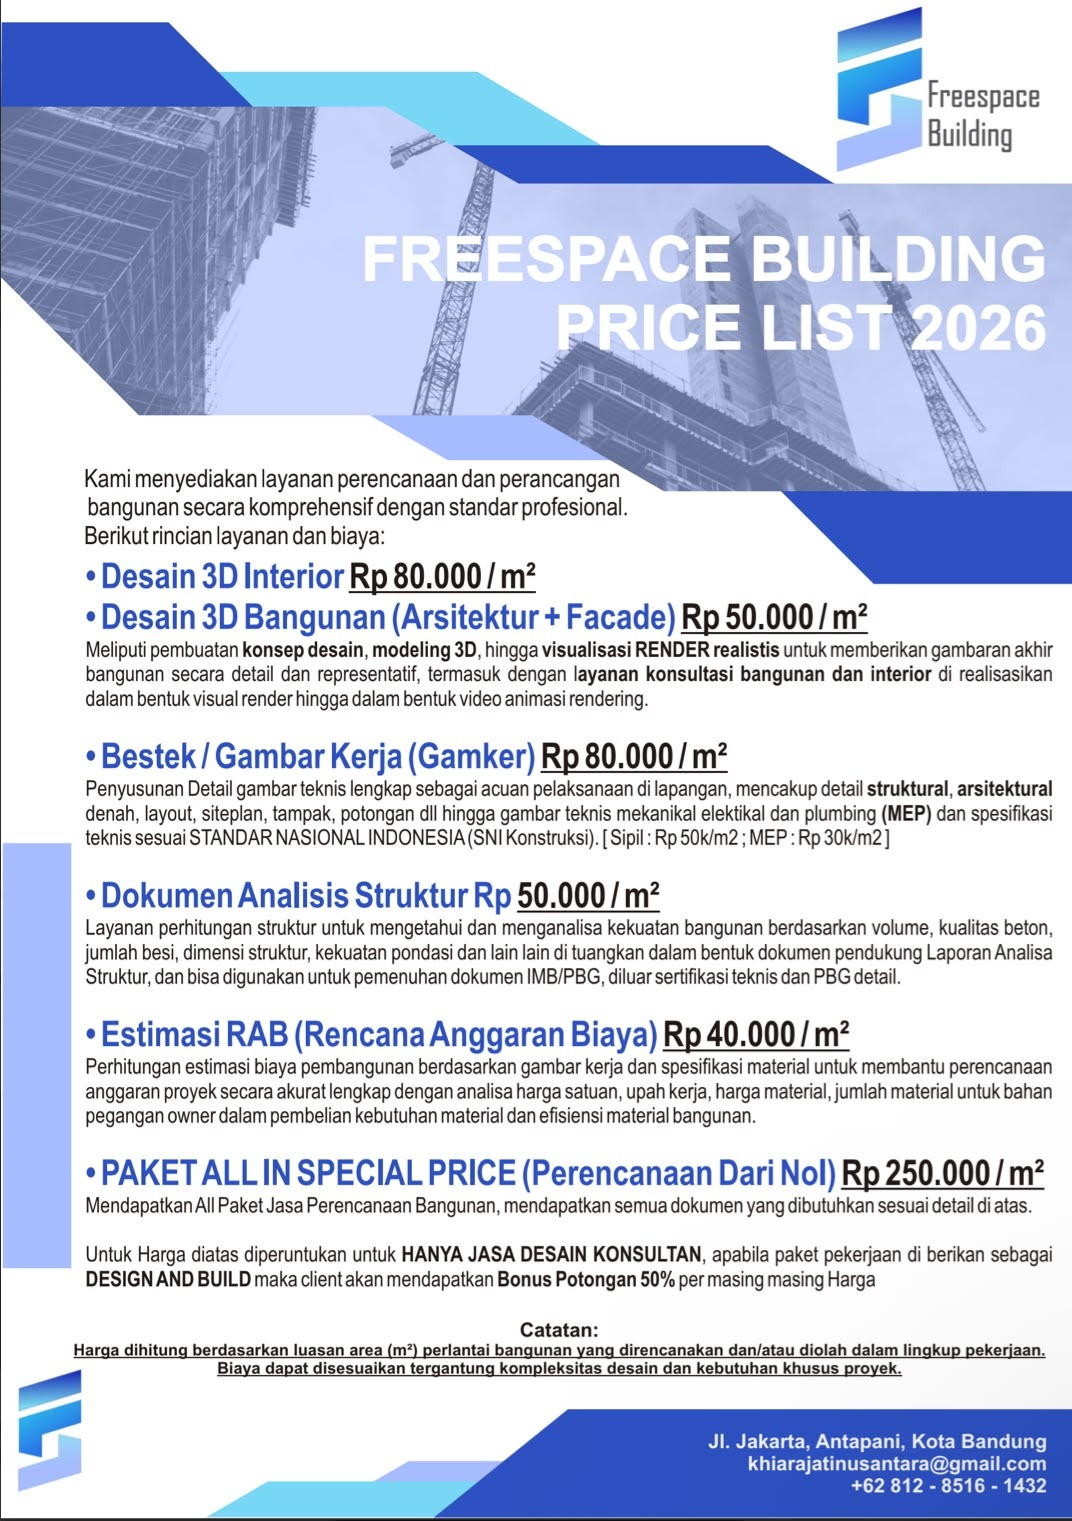 Freespace
Building
FREESPACE BUILDING
PRICE LIST 2026
Kami menyediakan layanan perencanaan dan perancangan
bangunan secara komprehensif dengan standar profesional.
Berikut rincian layanan dan biaya:
• Desain 3D Interior Rp 80.000 / m²
• Desain 3D Bangunan (Arsitektur + Facade) Rp 50.000 / m²
Meliputi pembuatan konsep desain, modeling 3D, hingga visualisasi RENDER realistis untuk memberikan gambaran akhir
bangunan secara detail dan representatif, termasuk dengan layanan konsultasi bangunan dan interior di realisasikan
dalam bentuk visual render hingga dalam bentuk video animasi rendering.
• Bestek / Gambar Kerja (Gamker) Rp 80.000 / m²
Penyusunan Detail gambar teknis lengkap sebagai acuan pelaksanaan di lapangan, mencakup detail struktural, arsitektural
denah, layout, siteplan, tampak, potongan dll hingga gambar teknis mekanikal elektikal dan plumbing (MEP) dan spesifikasi
teknis sesuai STANDAR NASIONAL INDONESIA (SNI Konstruksi). [ Sipil : Rp 50k/m2 ; MEP : Rp 30k/m2 ]
• Dokumen Analisis Struktur Rp 50.000 / m²
Layanan perhitungan struktur untuk mengetahui dan menganalisa kekuatan bangunan berdasarkan volume, kualitas beton,
jumlah besi, dimensi struktur, kekuatan pondasi dan lain lain di tuangkan dalam bentuk dokumen pendukung Laporan Analisa
Struktur, dan bisa digunakan untuk pemenuhan dokumen IMB/PBG, diluar sertifikasi teknis dan PBG detail.
• Estimasi RAB (Rencana Anggaran Biaya) Rp 40.000 / m²
Perhitungan estimasi biaya pembangunan berdasarkan gambar kerja dan spesifikasi material untuk membantu perencanaan
anggaran proyek secara akurat lengkap dengan analisa harga satuan, upah kerja, harga material, jumlah material untuk bahan
pegangan owner dalam pembelian kebutuhan material dan efisiensi material bangunan.
• PAKET ALL IN SPECIAL PRICE (Perencanaan Dari Nol) Rp 250.000 / m²
Mendapatkan All Paket Jasa Perencanaan Bangunan, mendapatkan semua dokumen yang dibutuhkan sesuai detail di atas.
Untuk Harga diatas diperuntukan untuk HANYA JASA DESAIN KONSULTAN, apabila paket pekerjaan di berikan sebagai
DESIGN AND BUILD maka client akan mendapatkan Bonus Potongan 50% per masing masing Harga
Catatan:
Harga dihitung berdasarkan luasan area (m²) perlantai bangunan yang direncanakan dan/atau diolah dalam lingkup pekerjaan.
Biaya dapat disesuaikan tergantung kompleksitas desain dan kebutuhan khusus proyek.
Jl. Jakarta, Antapani, Kota Bandung
khiarajatinusantara@gmail.com
+62 812 - 8516 - 1432